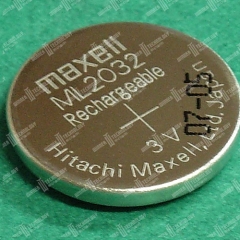 maxell
ML2032
Rechargeable
3 V
Hitachi Maxell, Ltd. Japan
07-05